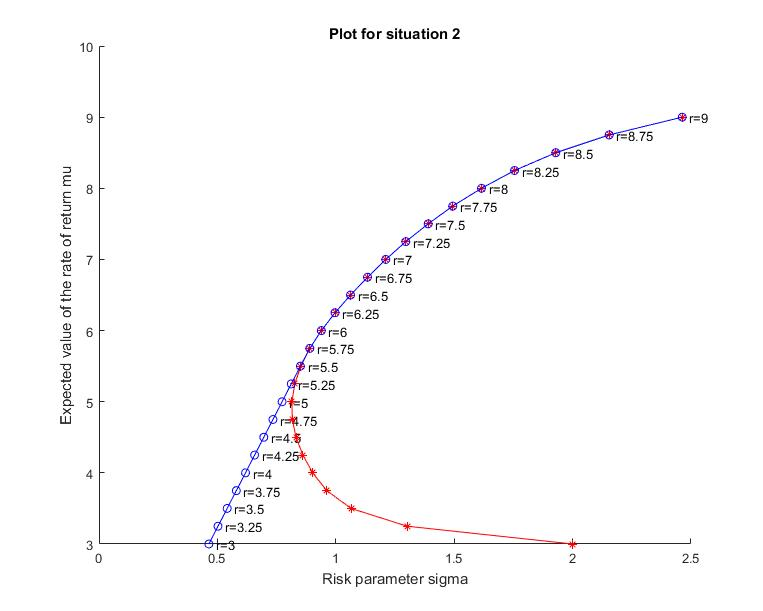 Plot for situation 2
Expected value of the rate of return mu
10
9
8
7
6
5
4
3
r=9
r=8.75
r=8.5
r=8.25
r=8
r=7.75
r=7.5
r=7.25
r=7
r=6.75
r=6.5
r=6.25
r=6
r=5.75
r=5.5
r=5.25
r=5
r=4.75
r=4.5
r=4.25
r=4
r=3.75
r=3.5
r=3.25
r=3
0
0.5
1
1.5
2
2.5
Risk parameter sigma